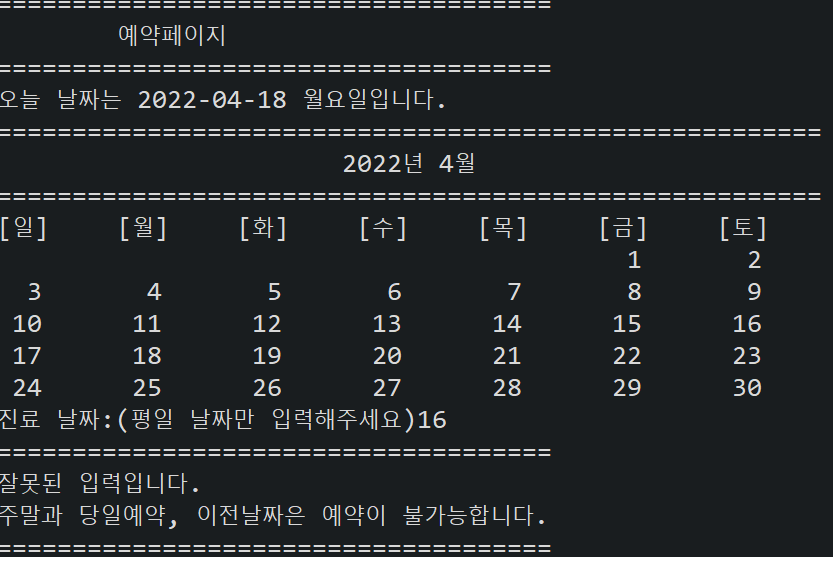 =====================================
예약페이지
=====================================
오늘 날짜는 2022-04-18 월요일입니다.
=======================================================
2022년 4월
=======================================================
[일] [월] [화] [수] [목] [금] [토]
1 2
3 4 5 6 7 8 9
10 11 12 13 14 15 16
17 18 19 20 21 22 23
24 25 26 27 28 29 30
진료 날짜:(평일 날짜만 입력해주세요)16
=====================================
잘못된 입력입니다.
주말과 당일예약, 이전날짜은 예약이 불가능합니다.
=====================================